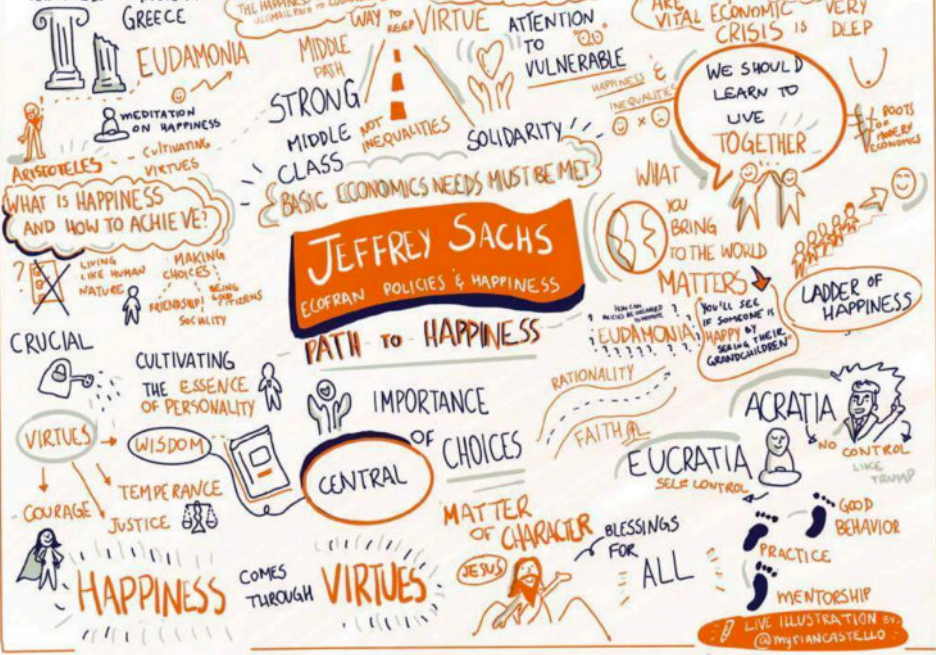 GREECE
EUDAMONIA
MEDITATION
ON HAPPINESS
ARISTOTELES
CULTIVATING
VIRTUES
WHAT IS HAPPINESS
AND HOW TO ACHIEVE?
?
LIVING
LIKE HUMAN
NATURE
MAKING
CHOICES
FRIENDSHIP
SOCIALITY
THE HAPPINESS
WAY TO
KEEP VIRTUE
MIDDLE
PATH
STRONG
MIDDLE
CLASS
NOT
INEQUALITIES
SOLIDARITY
ATTENTION
TO
VULNERABLE
BASIC ECONOMICS NEEDS MUST BE MET
HAPPINESS &
INEQUALITIES
ARE
VITAL ECONOMIC
CRISIS IS
VERY
DEEP
WE SHOULD
LEARN TO
LIVE
TOGETHER
ROOTS
ECONOMICS
WHAT
YOU
BRING
TO THE WORLD
MATTERS
LADDER OF
HAPPINESS
JEFFREY SACHS
ECOFRAN POLICIES & HAPPINESS
PATH TO HAPPINESS
EUDAMONIA
YOU'LL SEE
IF SOMEONE IS
HAPPY BY
SEEING THEIR
GRANDCHILDREN"
CRUCIAL
CULTIVATING
THE ESSENCE
OF PERSONALITY
VIRTUES
WISDOM
TEMPERANCE
JUSTICE
COURAGE
IMPORTANCE
OF
CHOICES
CENTRAL
RATIONALITY
FAITH
ACRATIA
NO CONTROL
LIKE
TRUMP
EUCRATIA
SELF CONTROL
GOOD
BEHAVIOR
PRACTICE
MENTORSHIP
MATTER
OF CHARACTER
JESUS
BLESSINGS
FOR
ALL
HAPPINESS
COMES
THROUGH
VIRTUES
LIVE ILLUSTRATION BY:
@myriancastello